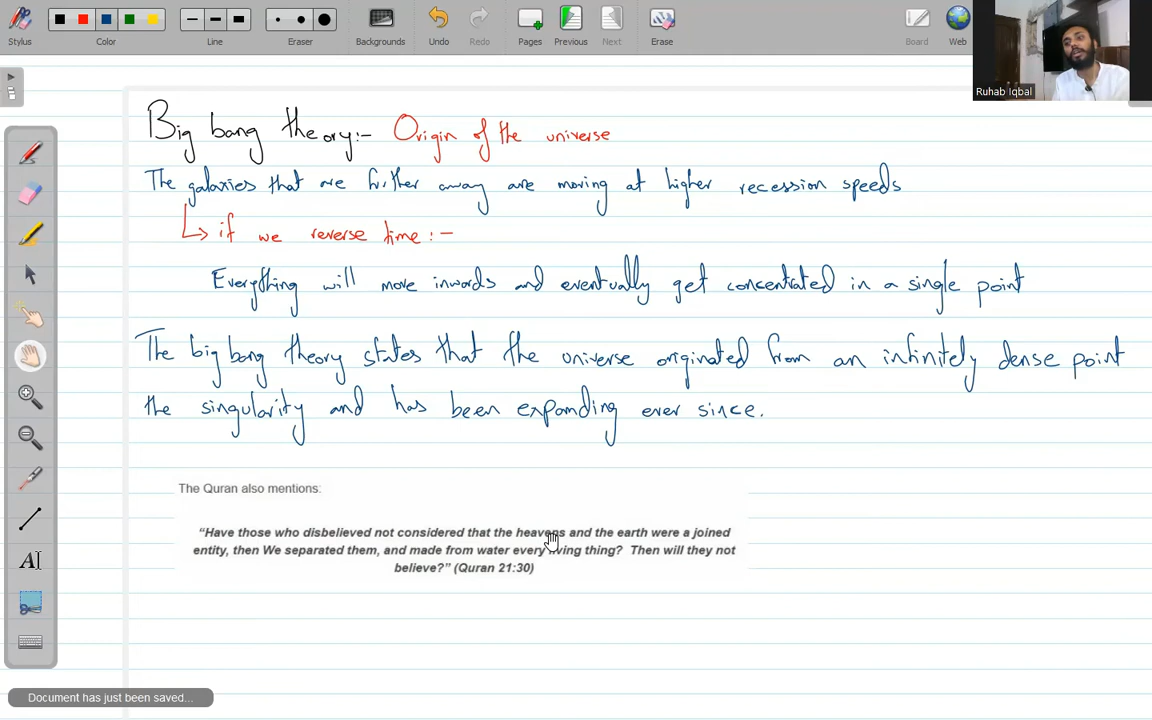 Stylus
Color
Line
Eraser
Backgrounds
Undo
Redo
Pages
Previous
Next
Erase
Board
Web
Ruhab Iqbal
Big bang theory:- Origin of the universe
The galaxies that are further away are moving at higher recession speeds
↳ if we reverse time:-
Everything will move inwards and eventually get concentrated in a single point
The big bang theory states that the universe originated from an infinitely dense point
the singularity and has been expanding ever since.
The Quran also mentions:
“Have those who disbelieved not considered that the heavens and the earth were a joined
entity, then We separated them, and made from water every living thing? Then will they not
believe?” (Quran 21:30)
Document has just been saved...